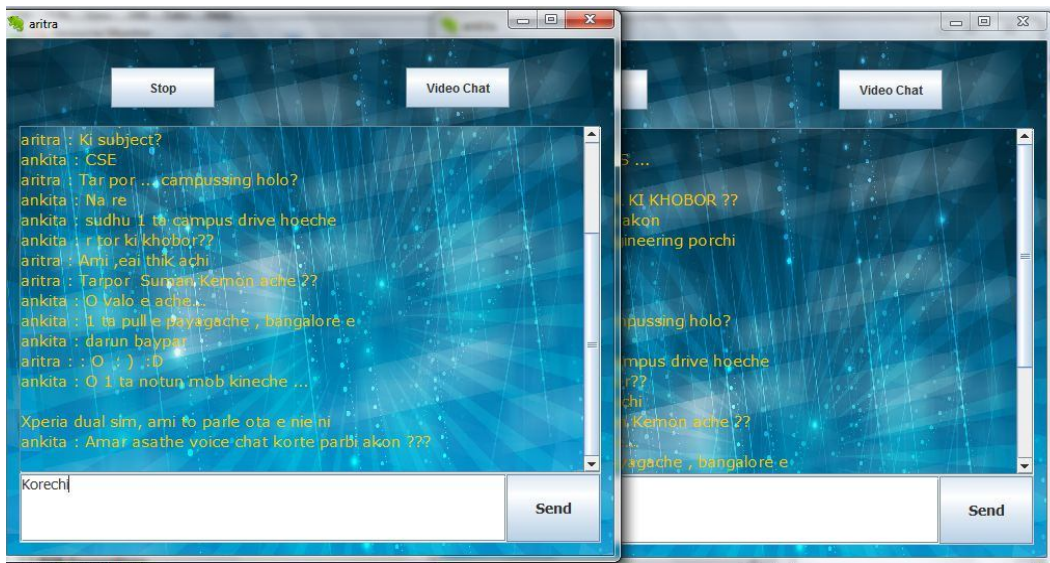 aritra
Stop
Video Chat
aritra : Ki subject?
ankita : CSE
aritra : Tar por ... campussing holo?
ankita : Na re
ankita : sudhu 1 ta campus drive hoeche
ankita : r tor ki khobor??
aritra : Ami ,eai thik achi
aritra : Tarpor Suman Kemon ache ??
ankita : O valo e ache...
ankita : 1 ta pull e payagache , bangalore e
ankita : darun baypar
aritra : : O : ) :D
ankita : O 1 ta notun mob kineche ...
Xperia dual sim, ami to parle ota e nie ni
ankita : Amar asathe voice chat korte parbi akon ???
Korechi
Send
Video Chat
S ...
KI KHOBOR ??
akon
gineering porchi
mpussing holo?
mpus drive hoeche
r??
chi
Kemon ache ??
...
yagache , bangalore e
Send